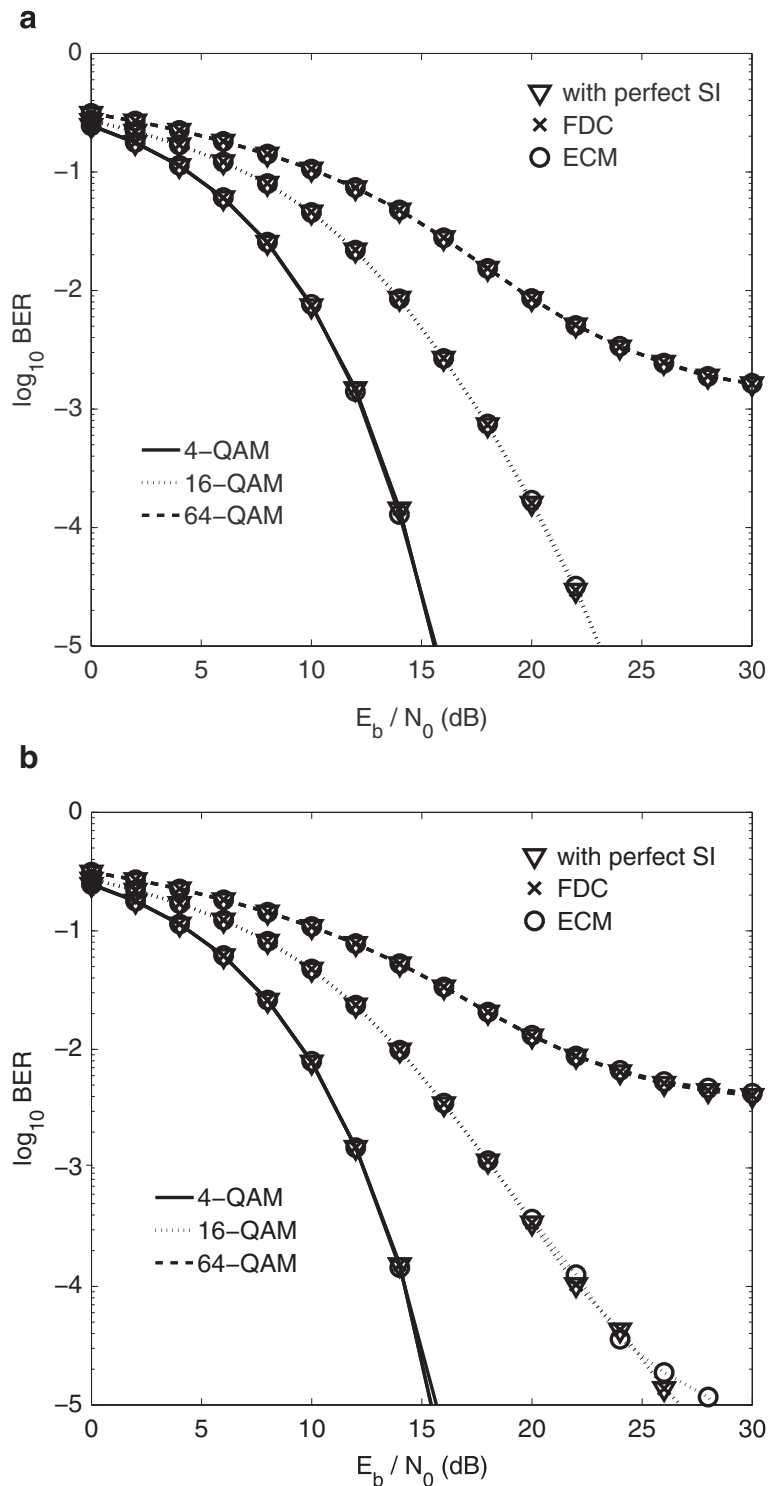 a
0
with perfect SI
FDC
ECM
−1
−2
log10 BER
−3
4−QAM
16−QAM
64−QAM
−4
−5
0 5 10 15 20 25 30
Eb / N0 (dB)
b
0
with perfect SI
FDC
ECM
−1
−2
log10 BER
−3
4−QAM
16−QAM
64−QAM
−4
−5
0 5 10 15 20 25 30
Eb / N0 (dB)